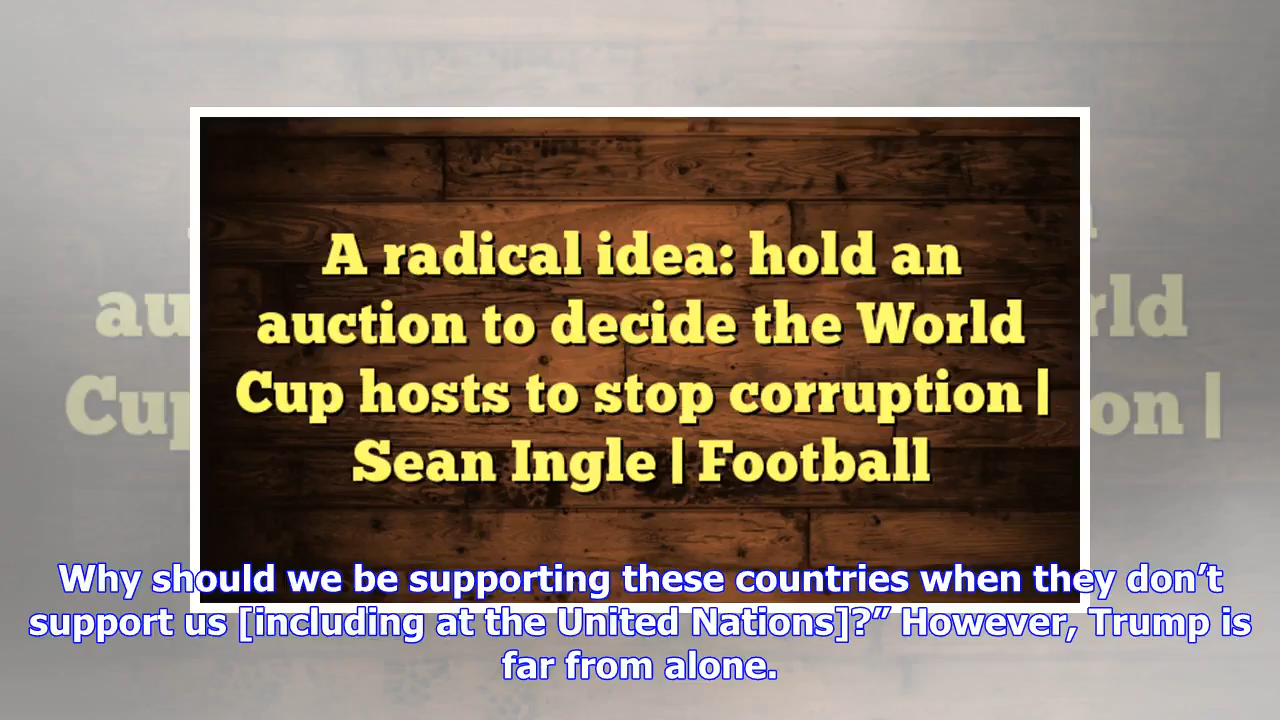 A radical idea: hold an
auction to decide the World
Cup hosts to stop corruption |
Sean Ingle | Football
Why should we be supporting these countries when they don’t
support us [including at the United Nations]?” However, Trump is
far from alone.